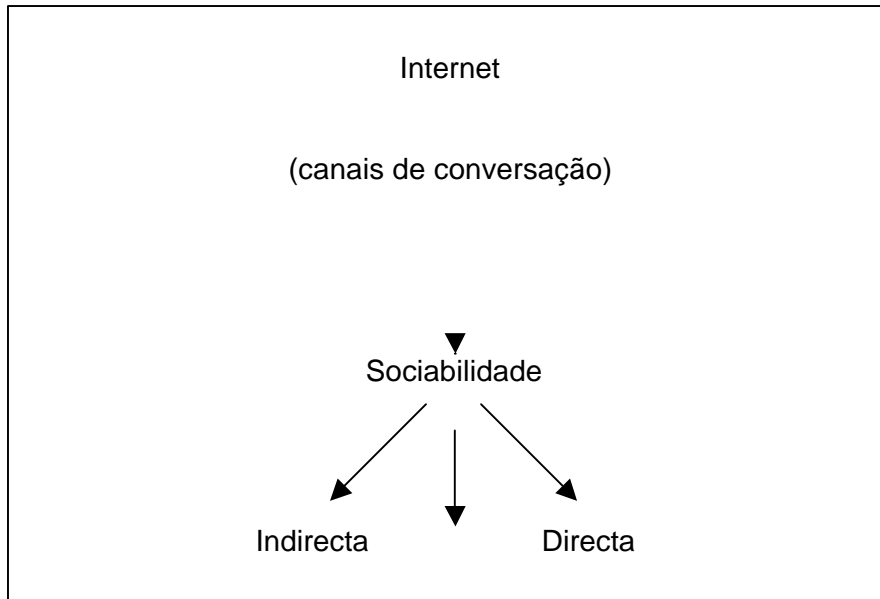 Internet
(canais de conversação)
Sociabilidade
Indirecta Directa